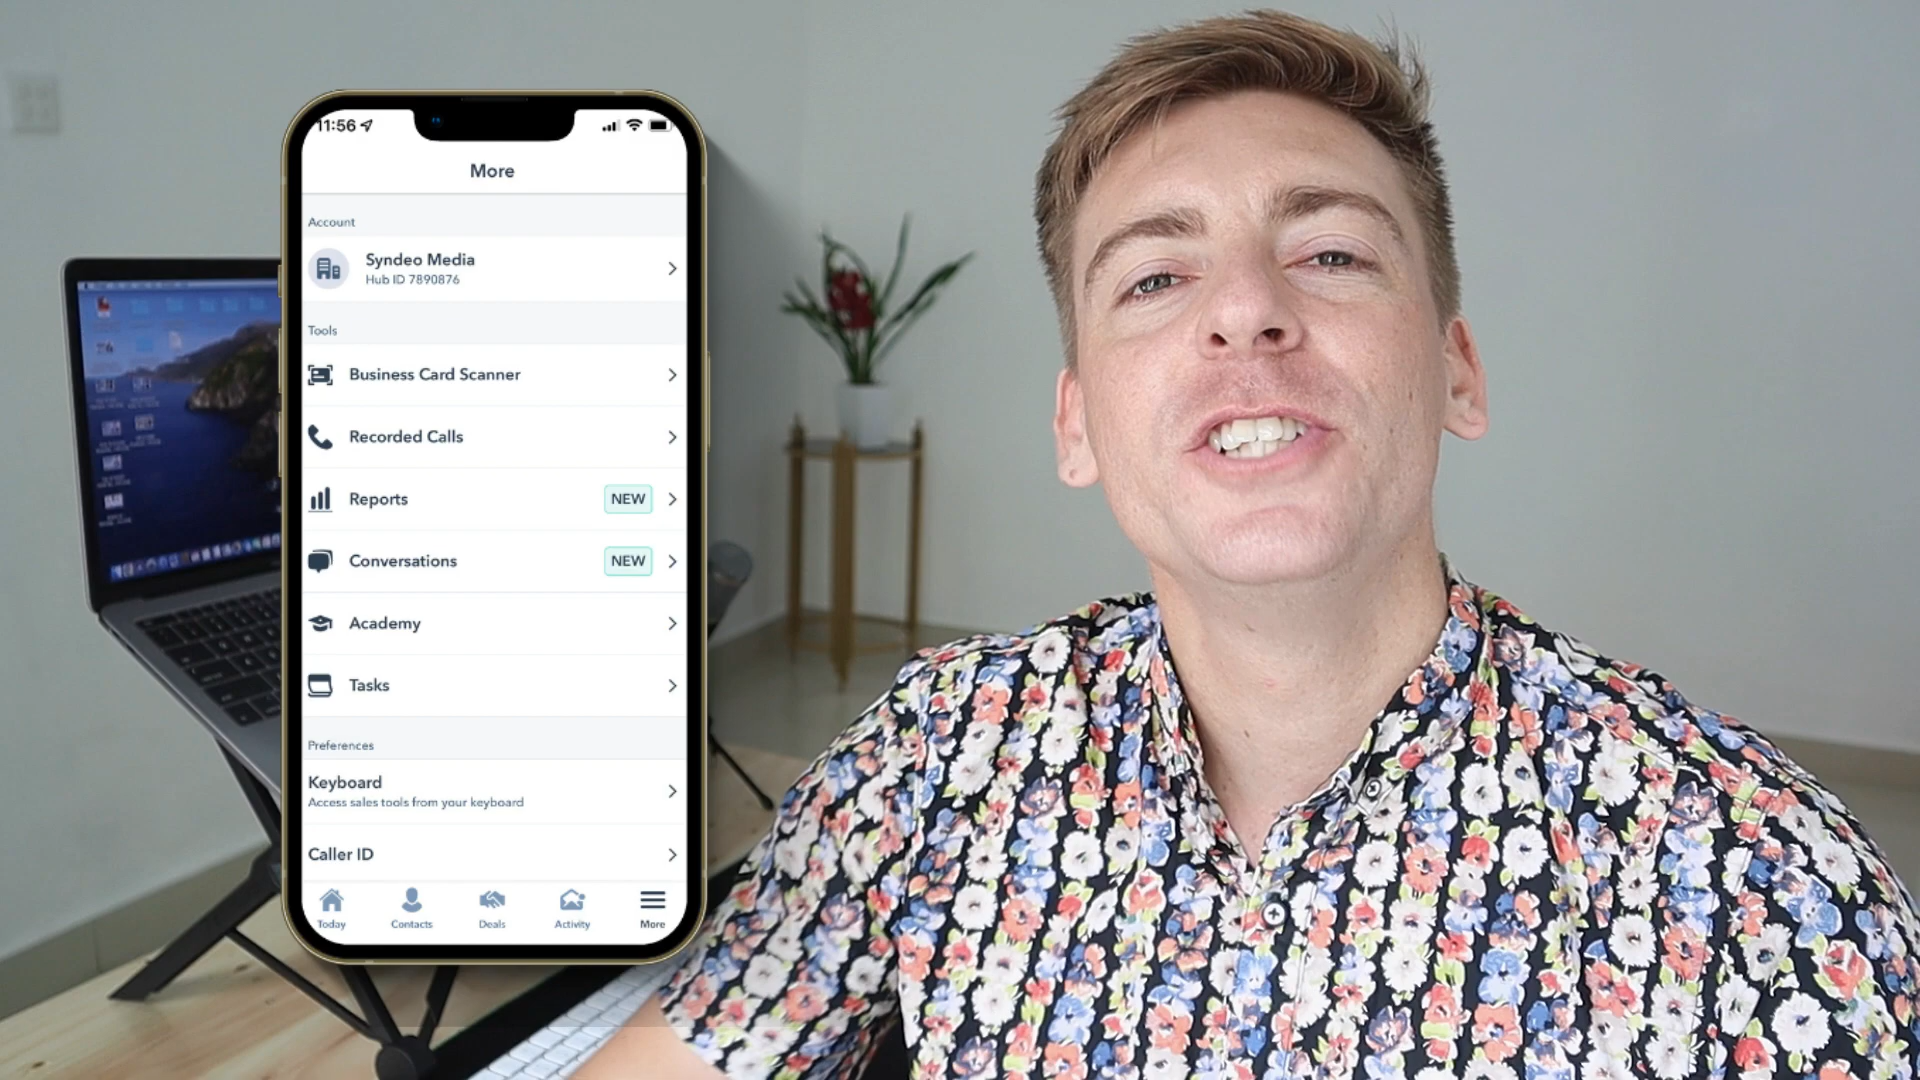 11:56
More
Account
Syndeo Media
Hub ID 7890876
Tools
Business Card Scanner
Recorded Calls
Reports NEW
Conversations NEW
Academy
Tasks
Preferences
Keyboard
Access sales tools from your keyboard
Caller ID
Today Contacts Deals Activity More